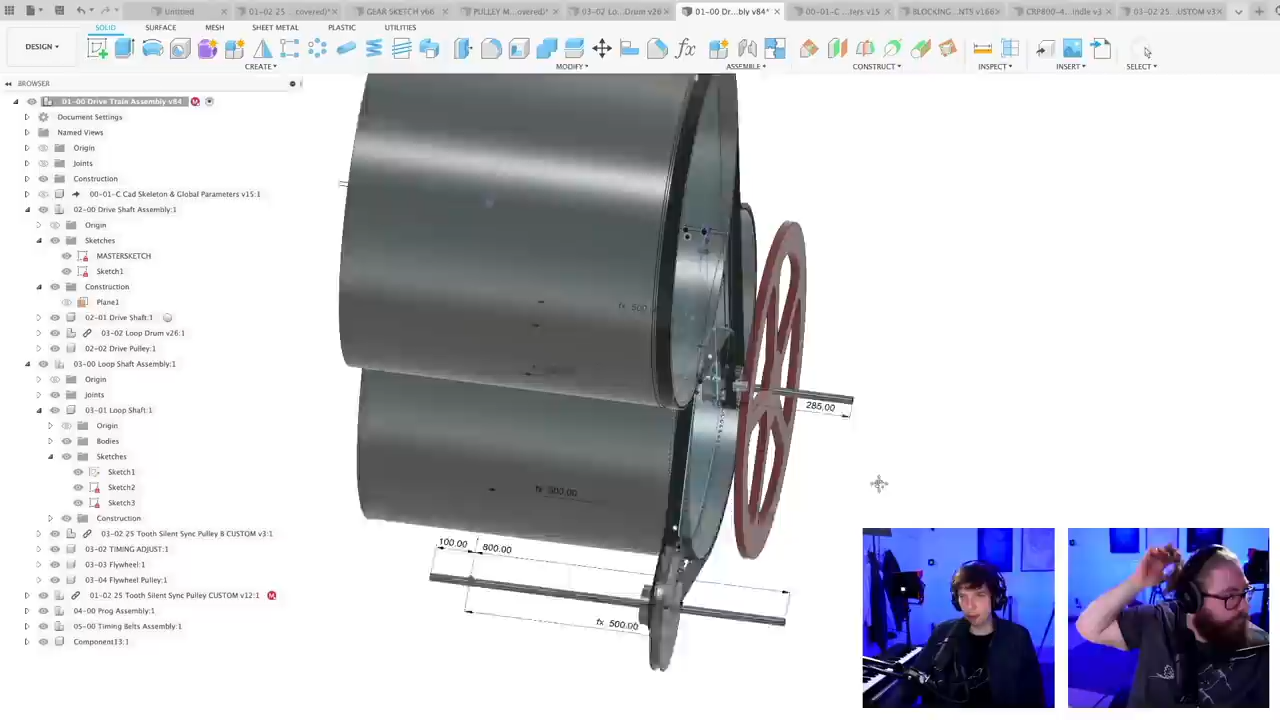 Untitled
01-02 25 ...covered)*
GEAR SKETCH v66
PULLLY M...overed)*
03-02 Lo...Drum v26
01-00 Dr...bly v84*
00-01-C ...ters v15
BLOCKING ...NTS v166
CRP800-4...indle v3
03-02 25 ...USTOM v3
SOLID
SURFACE
MESH
SHEET METAL
PLASTIC
UTILITIES
DESIGN
CREATE
MODIFY
ASSEMBLE
CONSTRUCT
INSPECT
INSERT
SELECT
BROWSER
01-00 Drive Train Assembly v84
Document Settings
Named Views
Origin
Joints
Construction
00-01-C Cad Skeleton & Global Parameters v15:1
02-00 Drive Shaft Assembly:1
Origin
Sketches
MASTERSKETCH
Sketch1
Construction
Plane1
02-01 Drive Shaft:1
03-02 Loop Drum v26:1
02-02 Drive Pulley:1
03-00 Loop Shaft Assembly:1
Origin
Joints
03-01 Loop Shaft:1
Origin
Bodies
Sketches
Sketch1
Sketch2
Sketch3
Construction
03-02 25 Tooth Silent Sync Pulley B CUSTOM v3:1
03-02 TIMING ADJUST:1
03-03 Flywheel:1
03-04 Flywheel Pulley:1
01-02 25 Tooth Silent Sync Pulley CUSTOM v12:1
04-00 Prog Assembly:1
05-00 Timing Belts Assembly:1
Component13:1
fx 500
285.00
fx 500.00
100.00
800.00
fx 500.00